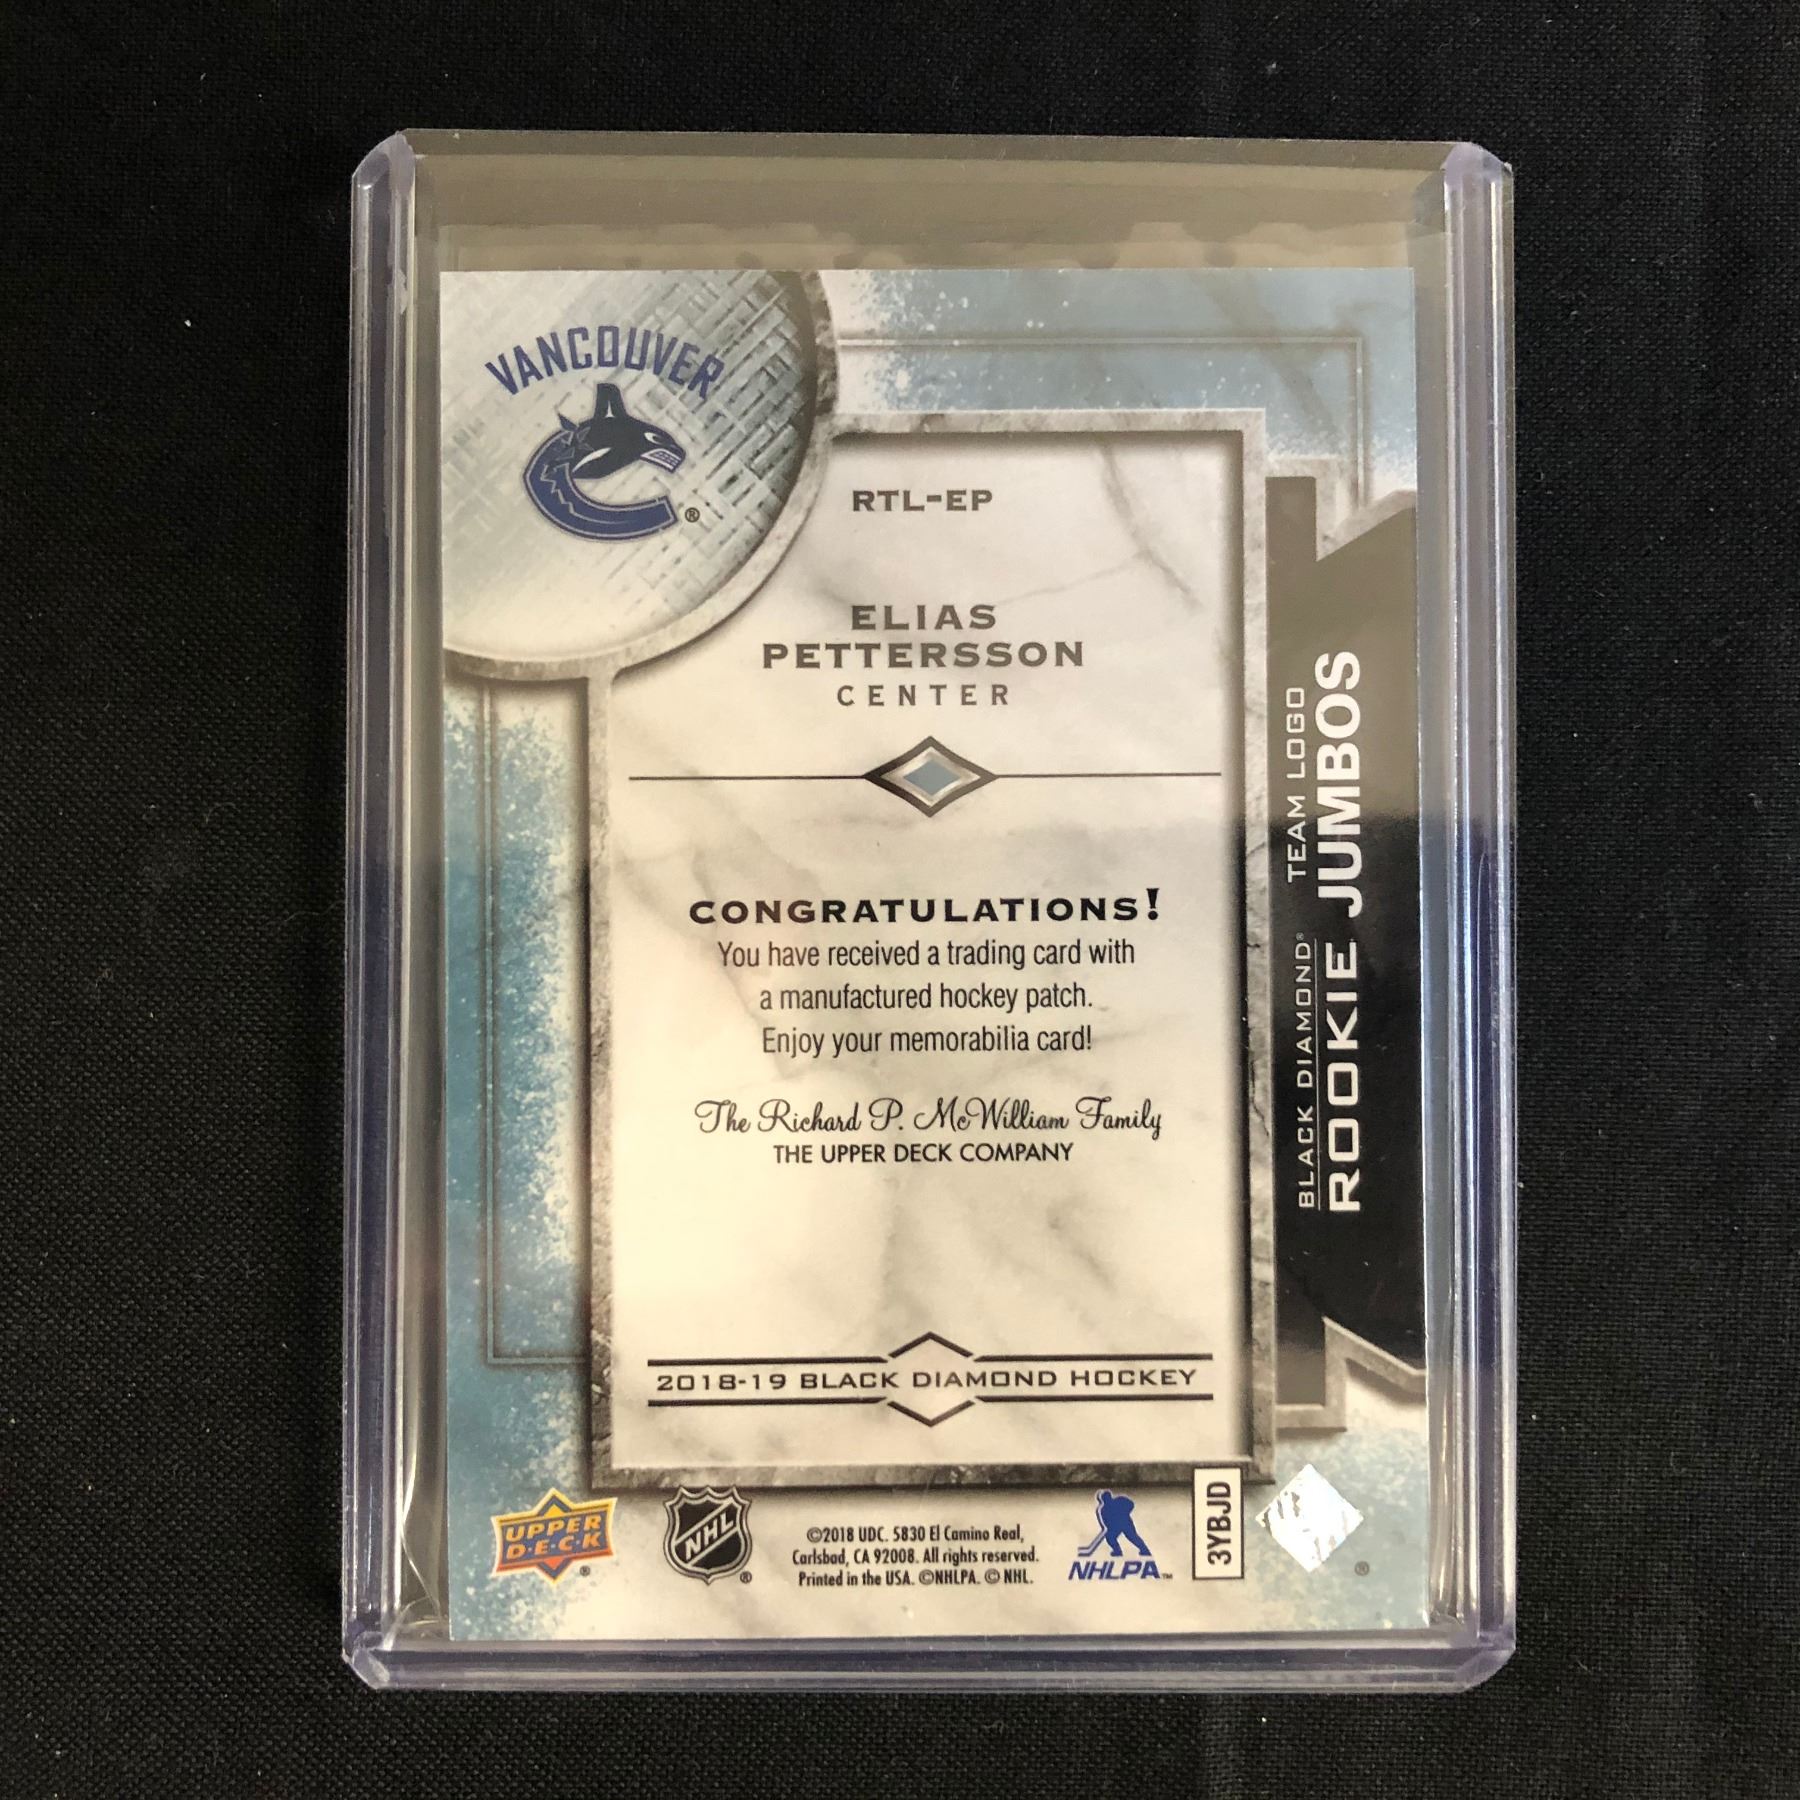 VANCOUVER
®
RTL-EP
ELIAS
PETTERSSON
CENTER
CONGRATULATIONS!
You have received a trading card with
a manufactured hockey patch.
Enjoy your memorabilia card!
The Richard P. McWilliam Family
THE UPPER DECK COMPANY
2018-19 BLACK DIAMOND HOCKEY
BLACK DIAMOND® TEAM LOGO
ROOKIE JUMBOS
UPPER
D·E·C·K
®
NHL
®
©2018 UDC. 5830 El Camino Real,
Carlsbad, CA 92008. All rights reserved.
Printed in the USA. ©NHLPA. © NHL.
NHLPA™
3YBJD
®